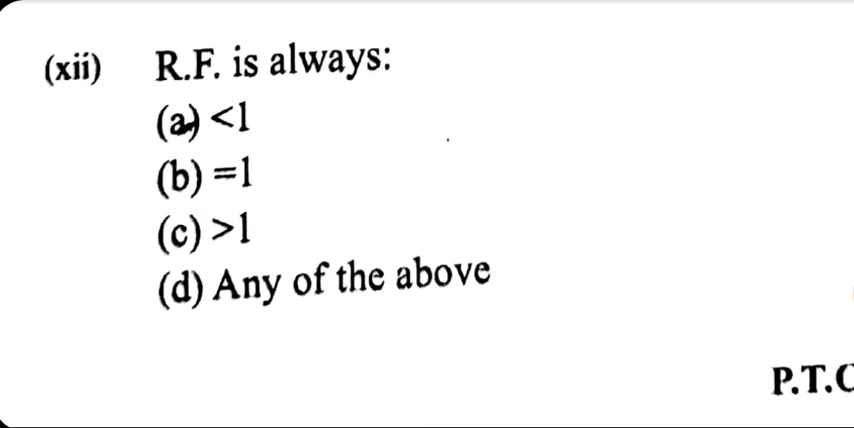 (xii) R.F. is always:
(a) <1
(b) =1
(c) >1
(d) Any of the above
P.T.C